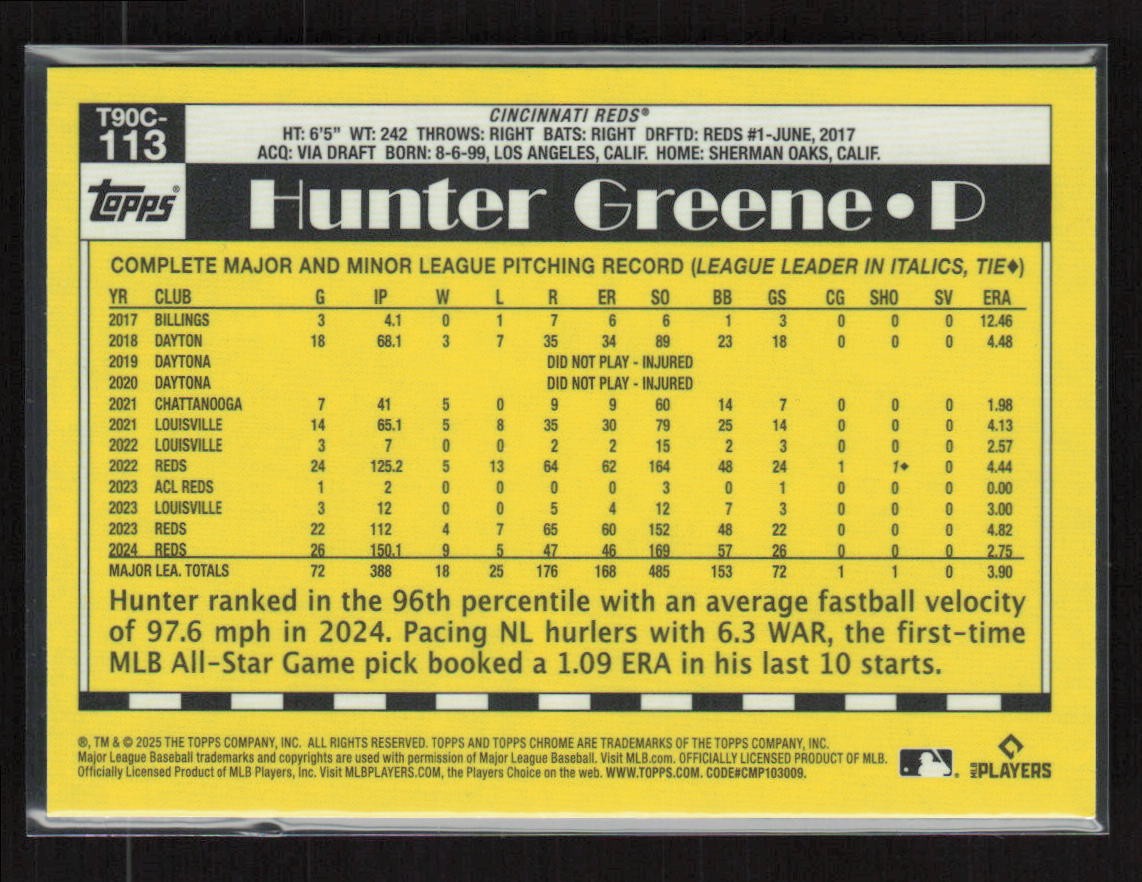 T90C-
113
CINCINNATI REDS®
HT: 6'5" WT: 242 THROWS: RIGHT BATS: RIGHT DRFTD: REDS #1-JUNE, 2017
ACQ: VIA DRAFT BORN: 8-6-99, LOS ANGELES, CALIF. HOME: SHERMAN OAKS, CALIF.
Topps®
Hunter Greene • P
COMPLETE MAJOR AND MINOR LEAGUE PITCHING RECORD (LEAGUE LEADER IN ITALICS, TIE♦)
YR CLUB G IP W L R ER SO BB GS CG SHO SV ERA
2017 BILLINGS 3 4.1 0 1 7 6 6 1 3 0 0 0 12.46
2018 DAYTON 18 68.1 3 7 35 34 89 23 18 0 0 0 4.48
2019 DAYTONA DID NOT PLAY - INJURED
2020 DAYTONA DID NOT PLAY - INJURED
2021 CHATTANOOGA 7 41 5 0 9 9 60 14 7 0 0 0 1.98
2021 LOUISVILLE 14 65.1 5 8 35 30 79 25 14 0 0 0 4.13
2022 LOUISVILLE 3 7 0 0 2 2 15 2 3 0 0 0 2.57
2022 REDS 24 125.2 5 13 64 62 164 48 24 1 1♦ 0 4.44
2023 ACL REDS 1 2 0 0 0 0 3 0 1 0 0 0 0.00
2023 LOUISVILLE 3 12 0 0 5 4 12 7 3 0 0 0 3.00
2023 REDS 22 112 4 7 65 60 152 48 22 0 0 0 4.82
2024 REDS 26 150.1 9 5 47 46 169 57 26 0 0 0 2.75
MAJOR LEA. TOTALS 72 388 18 25 176 168 485 153 72 1 1 0 3.90
Hunter ranked in the 96th percentile with an average fastball velocity
of 97.6 mph in 2024. Pacing NL hurlers with 6.3 WAR, the first-time
MLB All-Star Game pick booked a 1.09 ERA in his last 10 starts.
®, TM & © 2025 THE TOPPS COMPANY, INC. ALL RIGHTS RESERVED. TOPPS AND TOPPS CHROME ARE TRADEMARKS OF THE TOPPS COMPANY, INC.
Major League Baseball trademarks and copyrights are used with permission of Major League Baseball. Visit MLB.com. OFFICIALLY LICENSED PRODUCT OF MLB.
Officially Licensed Product of MLB Players, Inc. Visit MLBPLAYERS.COM, the Players Choice on the web. WWW.TOPPS.COM. CODE#CMP103009.
MLB PLAYERS